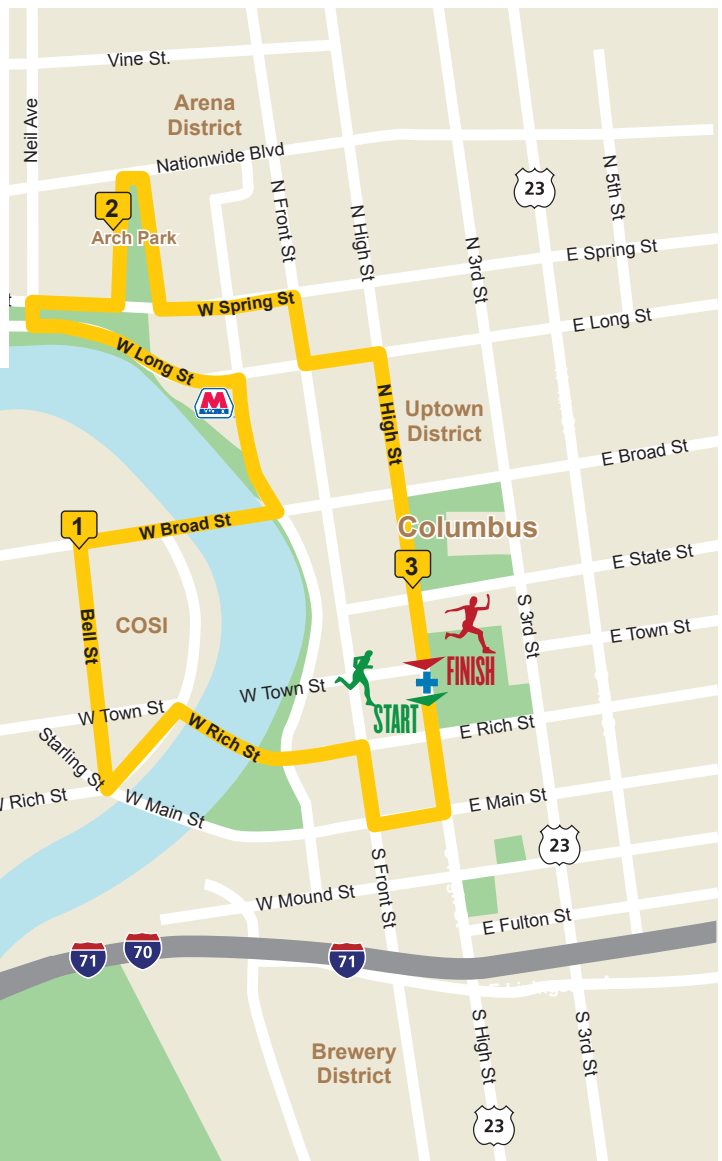 Vine St.
Neil Ave
Arena
District
Nationwide Blvd
23
N 5th St
2
Arch Park
N Front St
N High St
N 3rd St
E Spring St
W Spring St
E Long St
W Long St
M
N High St
Uptown
District
E Broad St
W Broad St
1
Columbus
3
E State St
Bell St
COSI
S 3rd St
E Town St
FINISH
W Town St
START
W Town St
W Rich St
E Rich St
Starling St
W Rich St
W Main St
E Main St
S Front St
23
W Mound St
E Fulton St
71
70
71
S High St
S 3rd St
Brewery
District
23